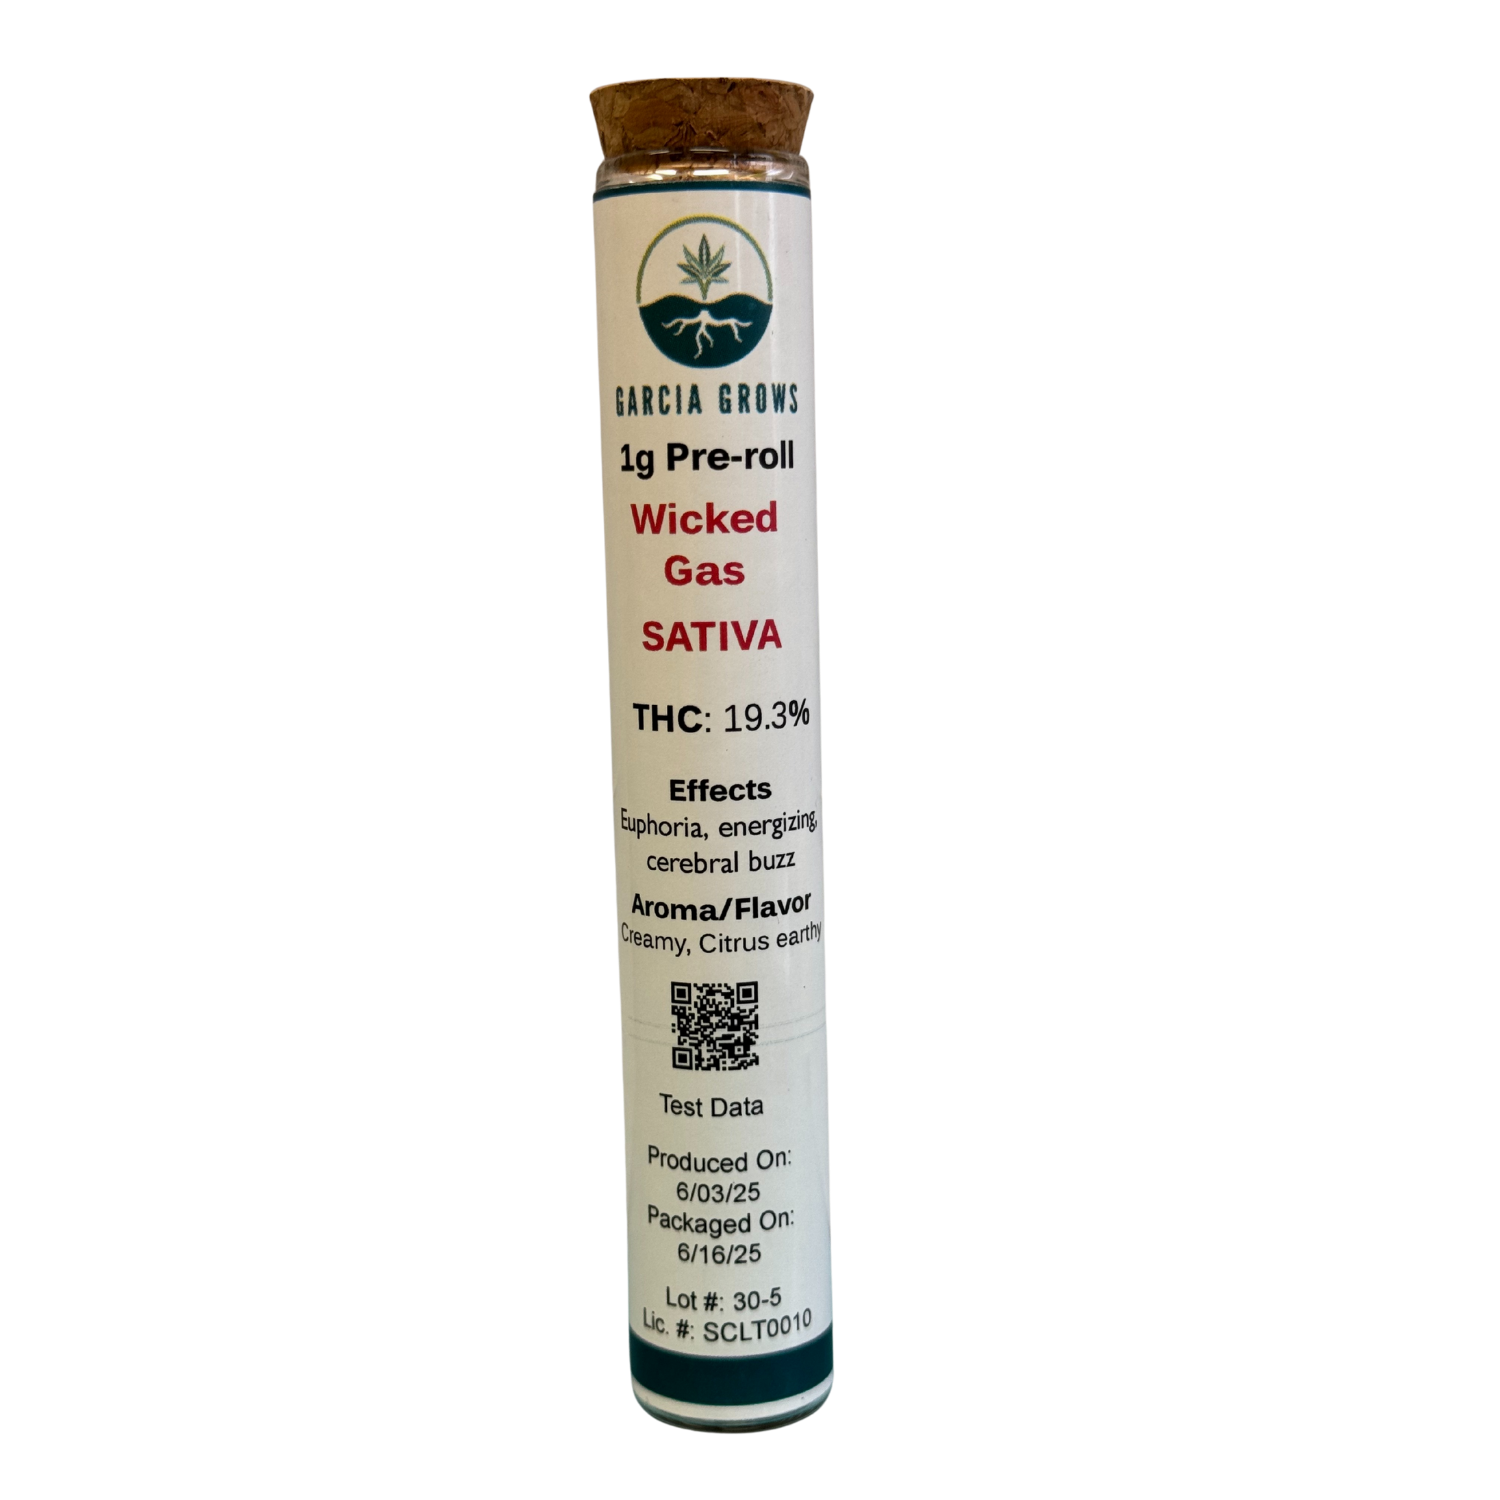 GARCIA GROWS
1g Pre-roll
Wicked
Gas
SATIVA
THC: 19.3%
Effects
Euphoria, energizing,
cerebral buzz
Aroma/Flavor
Creamy, Citrus earthy
Test Data
Produced On:
6/03/25
Packaged On:
6/16/25
Lot #: 30-5
Lic. #: SCLT0010